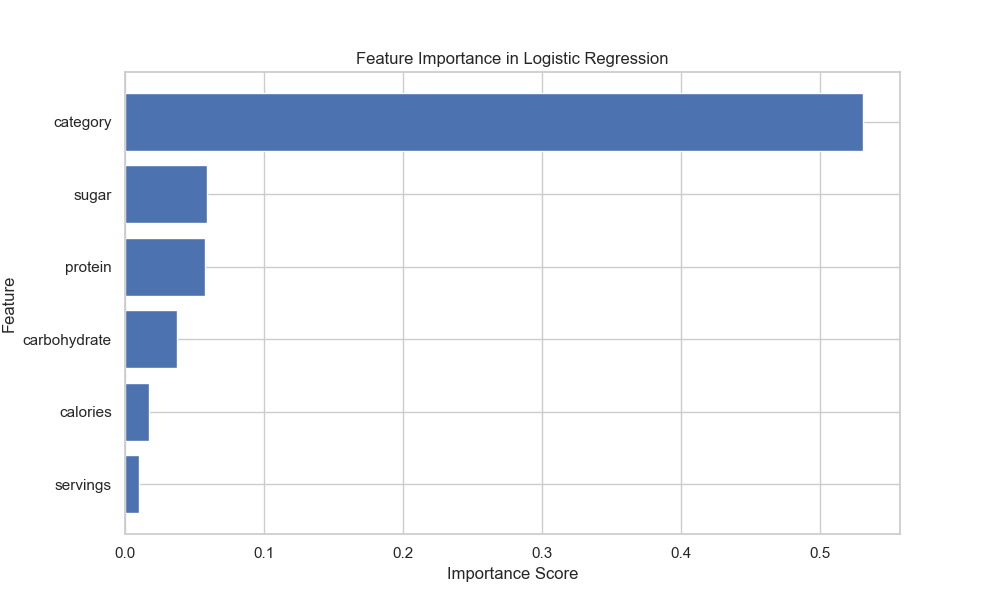 Feature Importance in Logistic Regression
category
sugar
protein
carbohydrate
calories
servings
Feature
0.0 0.1 0.2 0.3 0.4 0.5
Importance Score